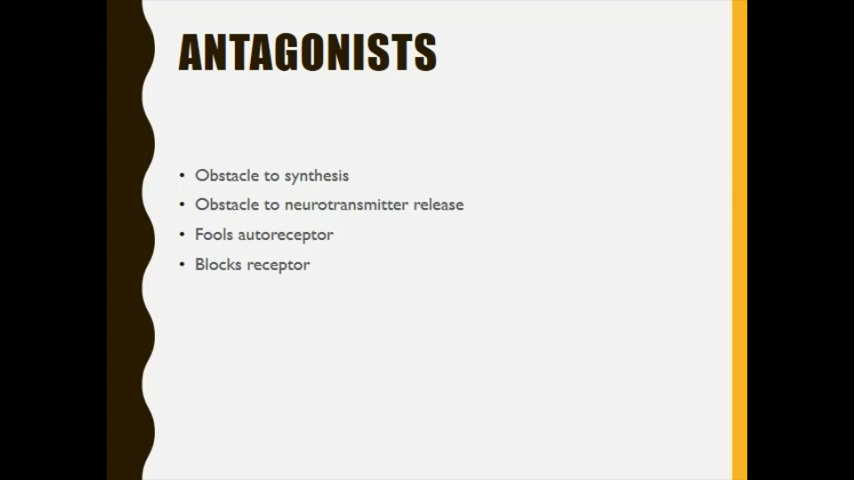 ANTAGONISTS
• Obstacle to synthesis
• Obstacle to neurotransmitter release
• Fools autoreceptor
• Blocks receptor